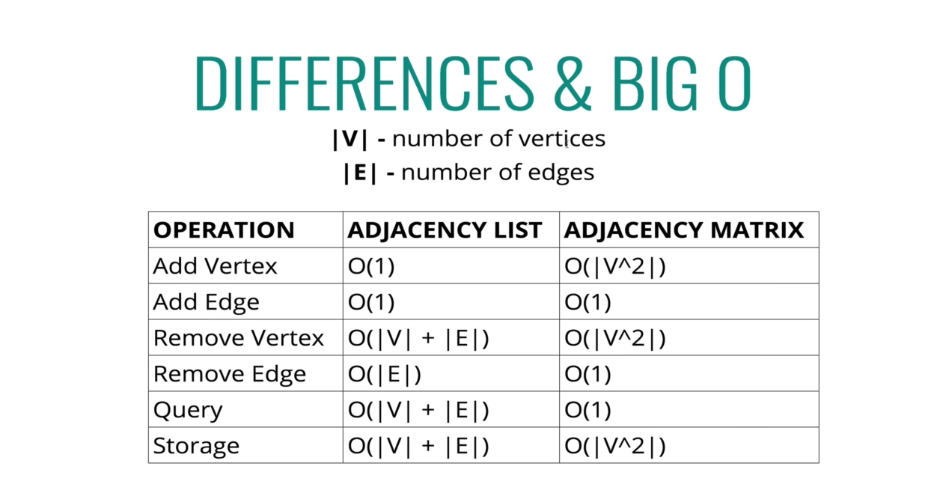 DIFFERENCES & BIG O
|V| - number of vertices
|E| - number of edges
OPERATION ADJACENCY LIST ADJACENCY MATRIX
Add Vertex O(1) O(|V^2|)
Add Edge O(1) O(1)
Remove Vertex O(|V| + |E|) O(|V^2|)
Remove Edge O(|E|) O(1)
Query O(|V| + |E|) O(1)
Storage O(|V| + |E|) O(|V^2|)